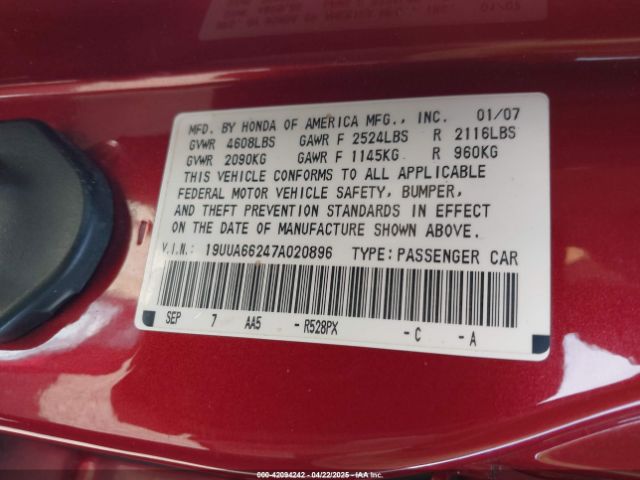 MFD. BY HONDA OF AMERICA MFG., INC. 01/07
GVWR 4608LBS GAWR F 2524LBS R 2116LBS
GVWR 2090KG GAWR F 1145KG R 960KG
THIS VEHICLE CONFORMS TO ALL APPLICABLE
FEDERAL MOTOR VEHICLE SAFETY, BUMPER,
AND THEFT PREVENTION STANDARDS IN EFFECT
ON THE DATE OF MANUFACTURE SHOWN ABOVE.
V.I.N.: 19UUA66247A020896 TYPE: PASSENGER CAR
SEP 7 AA5 - R528PX - C - A
000-42094242 - 04/22/2025 - IAA Inc.